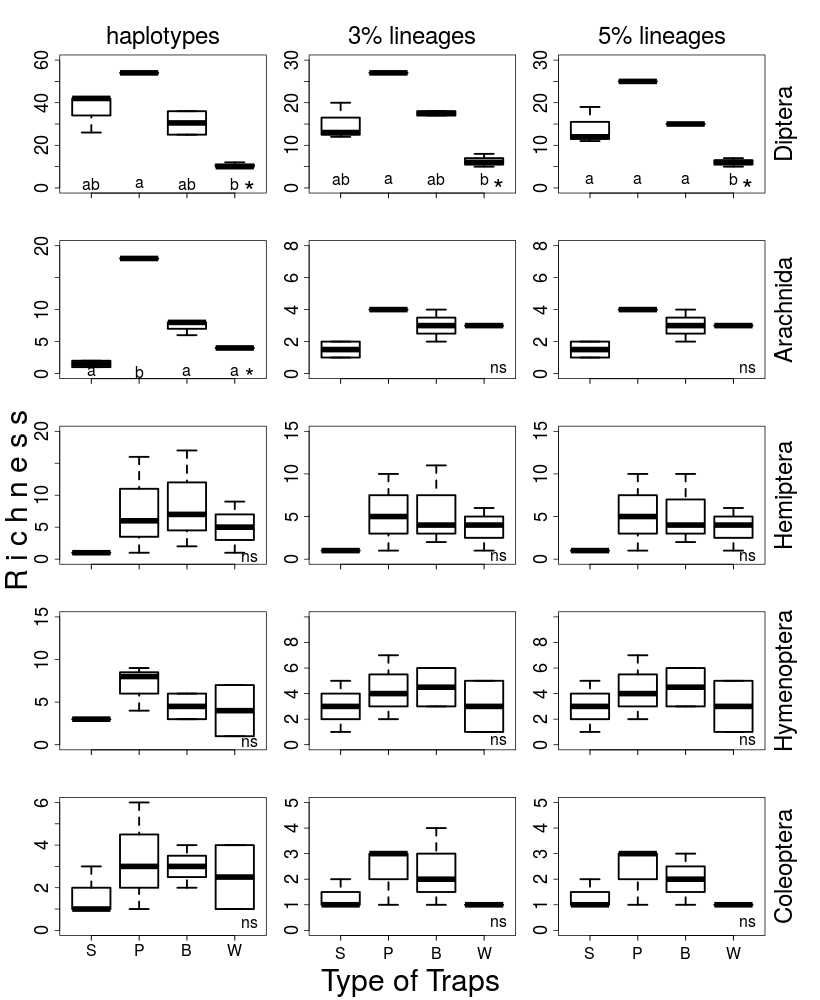 haplotypes 3% lineages 5% lineages
60 40 20 0 ab a ab b *
30 20 10 0 ab a ab b *
30 20 10 0 a a a b *
Diptera
20 10 5 0 a b a a *
8 6 4 2 0 ns
8 6 4 2 0 ns
Arachnida
Richness
20 10 5 0 ns
15 10 5 0 ns
15 10 5 0 ns
Hemiptera
15 10 5 0 ns
8 6 4 2 0 ns
8 6 4 2 0 ns
Hymenoptera
6 4 2 0 ns
5 4 3 2 1 0 ns
5 4 3 2 1 0 ns
Coleoptera
S P B W S P B W S P B W
Type of Traps